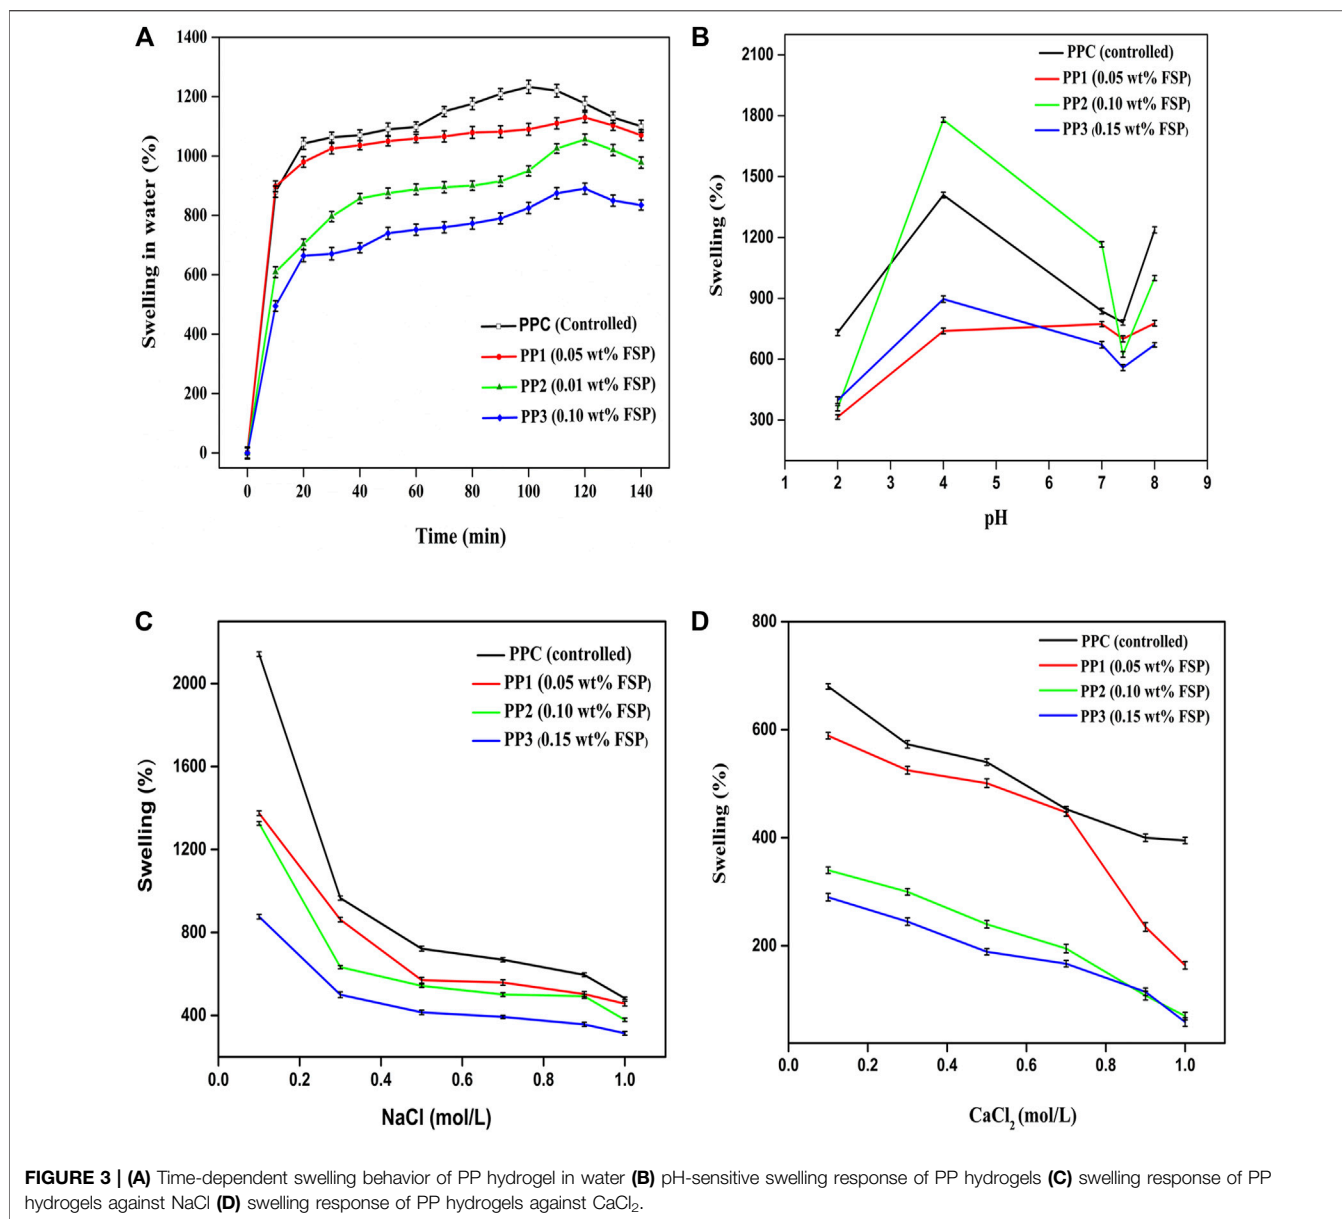 A
1400
1200
1000
800
600
400
200
0
Swelling in water (%)
PPC (Controlled)
PP1 (0.05 wt% FSP)
PP2 (0.01 wt% FSP)
PP3 (0.10 wt% FSP)
0 20 40 60 80 100 120 140
Time (min)
B
2100
1800
1500
1200
900
600
300
Swelling (%)
PPC (controlled)
PP1 (0.05 wt% FSP)
PP2 (0.10 wt% FSP)
PP3 (0.15 wt% FSP)
1 2 3 4 5 6 7 8 9
pH
C
2000
1600
1200
800
400
Swelling (%)
PPC (controlled)
PP1 (0.05 wt% FSP)
PP2 (0.10 wt% FSP)
PP3 (0.15 wt% FSP)
0.0 0.2 0.4 0.6 0.8 1.0
NaCl (mol/L)
D
800
600
400
200
Swelling (%)
PPC (controlled)
PP1 (0.05 wt% FSP)
PP2 (0.10 wt% FSP)
PP3 (0.15 wt% FSP)
0.0 0.2 0.4 0.6 0.8 1.0
CaCl₂ (mol/L)
FIGURE 3 | (A) Time-dependent swelling behavior of PP hydrogel in water (B) pH-sensitive swelling response of PP hydrogels (C) swelling response of PP
hydrogels against NaCl (D) swelling response of PP hydrogels against CaCl₂.